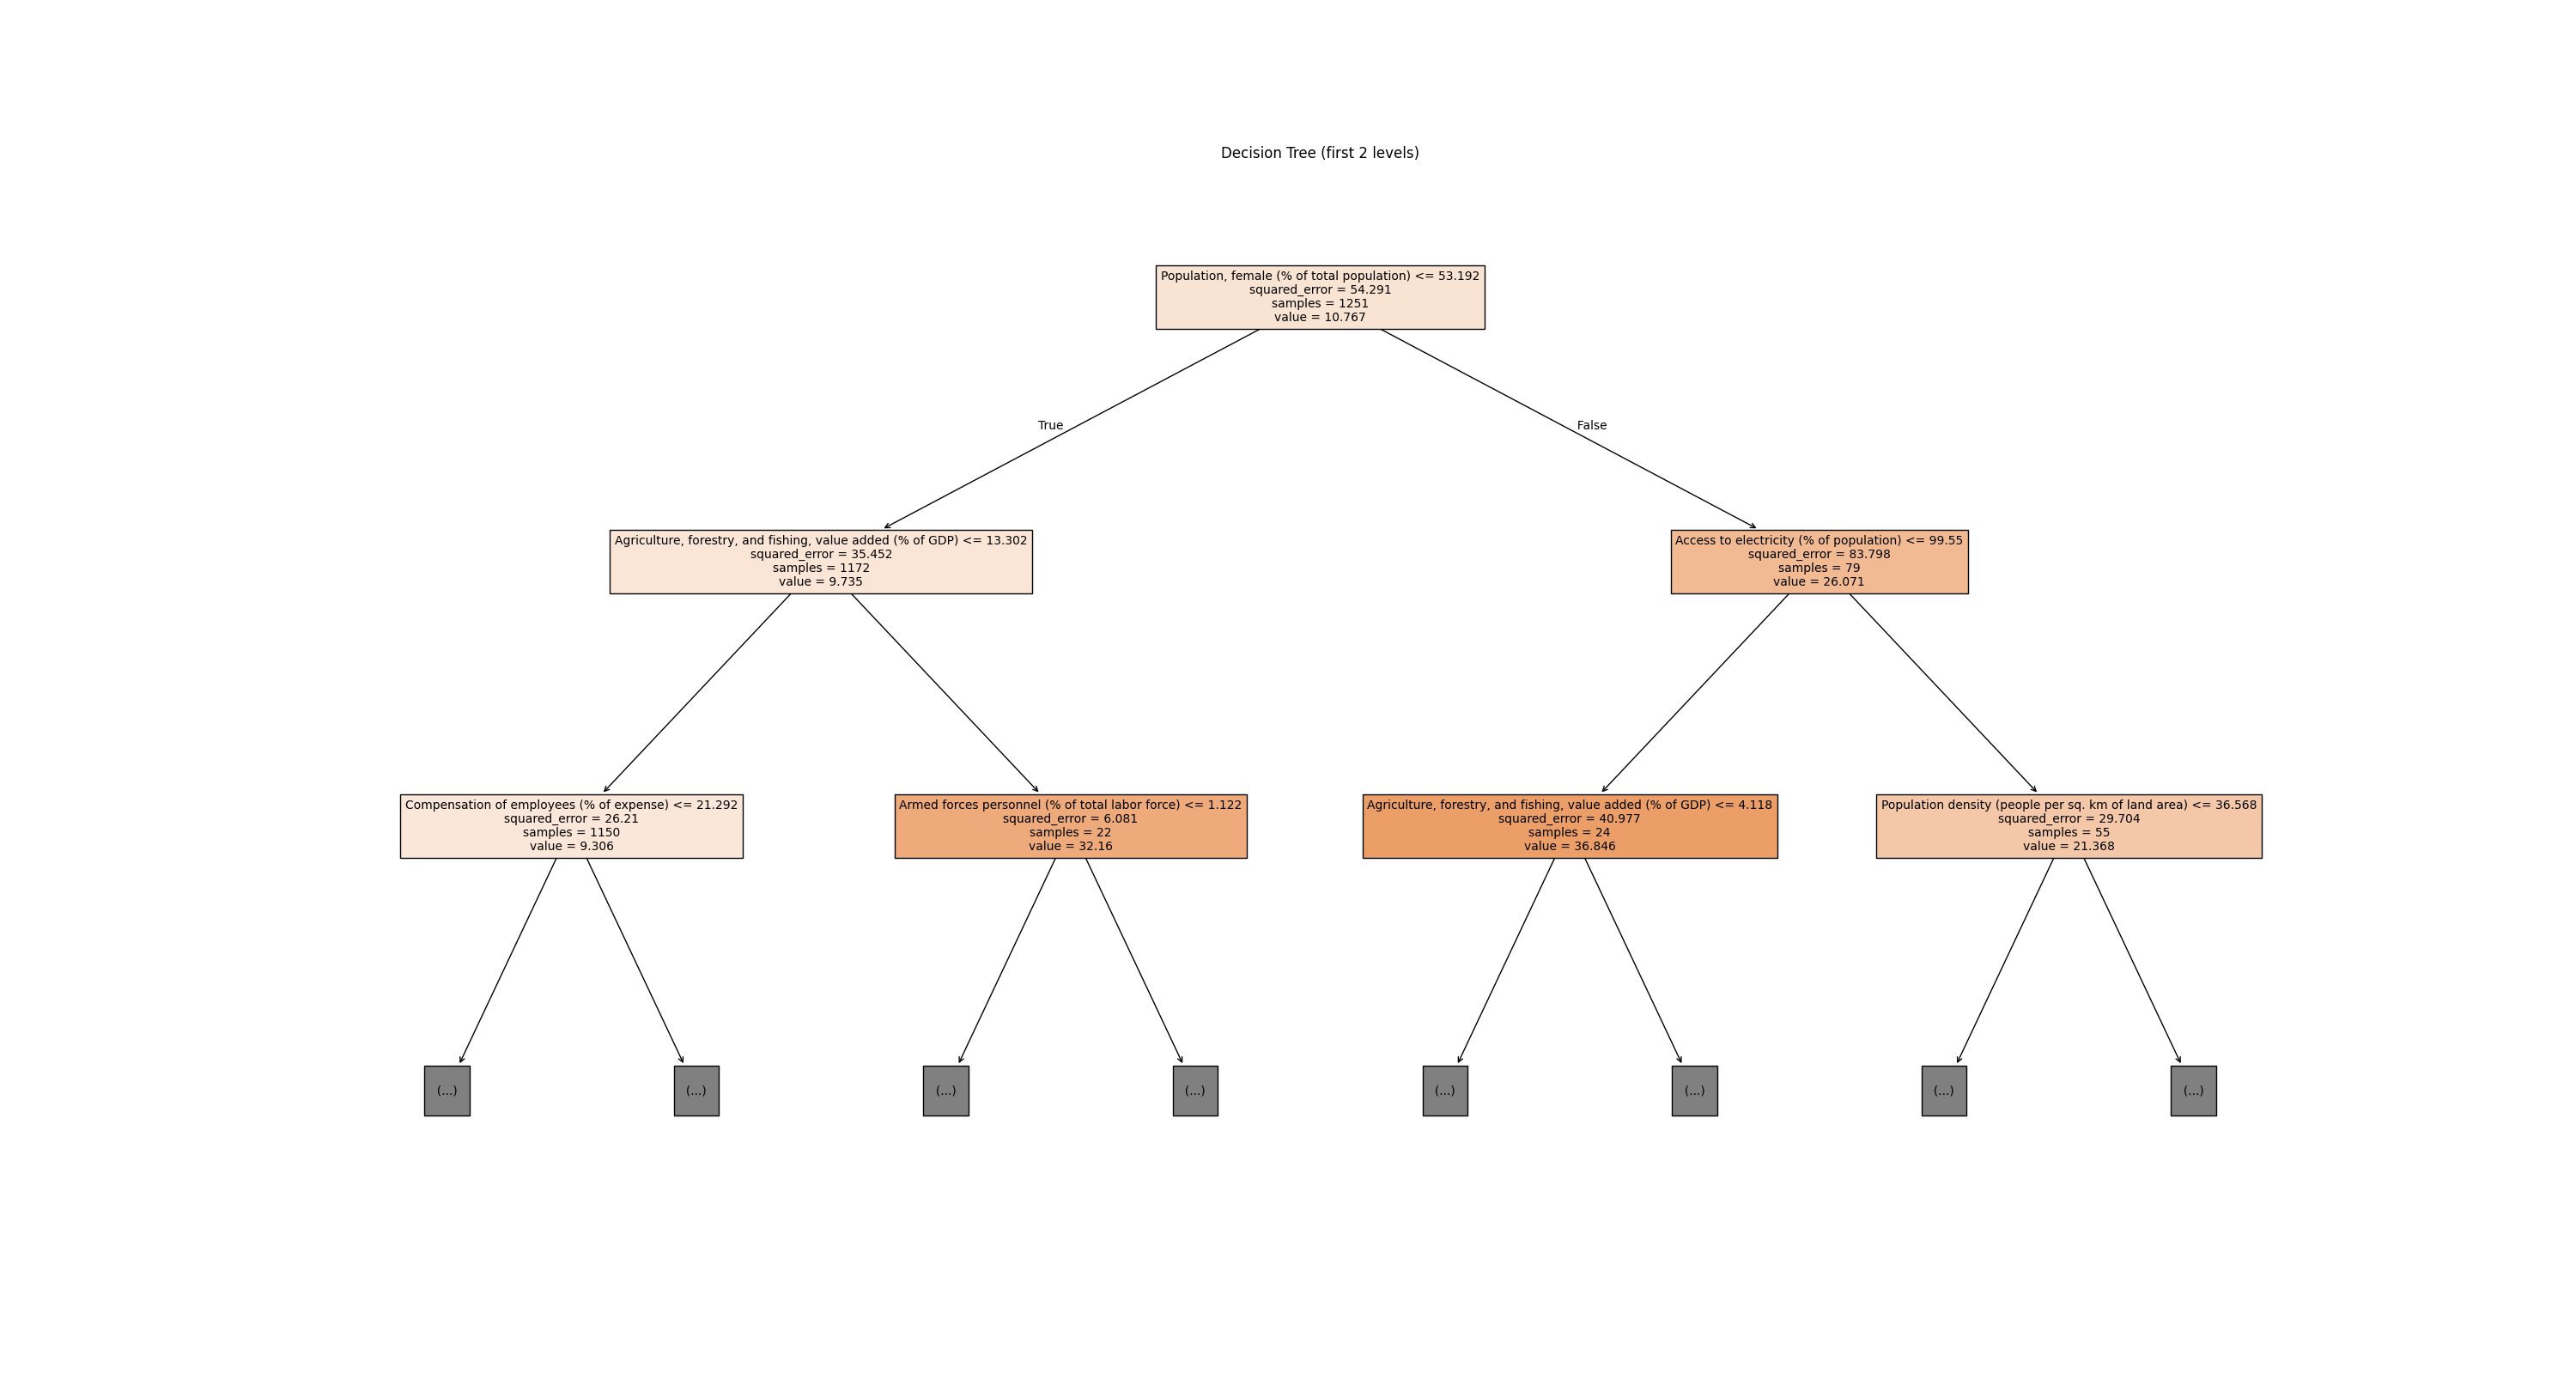 Decision Tree (first 2 levels)
Population, female (% of total population) <= 53.192
squared_error = 54.291
samples = 1251
value = 10.767
True
False
Agriculture, forestry, and fishing, value added (% of GDP) <= 13.302
squared_error = 35.452
samples = 1172
value = 9.735
Access to electricity (% of population) <= 99.55
squared_error = 83.798
samples = 79
value = 26.071
Compensation of employees (% of expense) <= 21.292
squared_error = 26.21
samples = 1150
value = 9.306
Armed forces personnel (% of total labor force) <= 1.122
squared_error = 6.081
samples = 22
value = 32.16
Agriculture, forestry, and fishing, value added (% of GDP) <= 4.118
squared_error = 40.977
samples = 24
value = 36.846
Population density (people per sq. km of land area) <= 36.568
squared_error = 29.704
samples = 55
value = 21.368
(...)
(...)
(...)
(...)
(...)
(...)
(...)
(...)